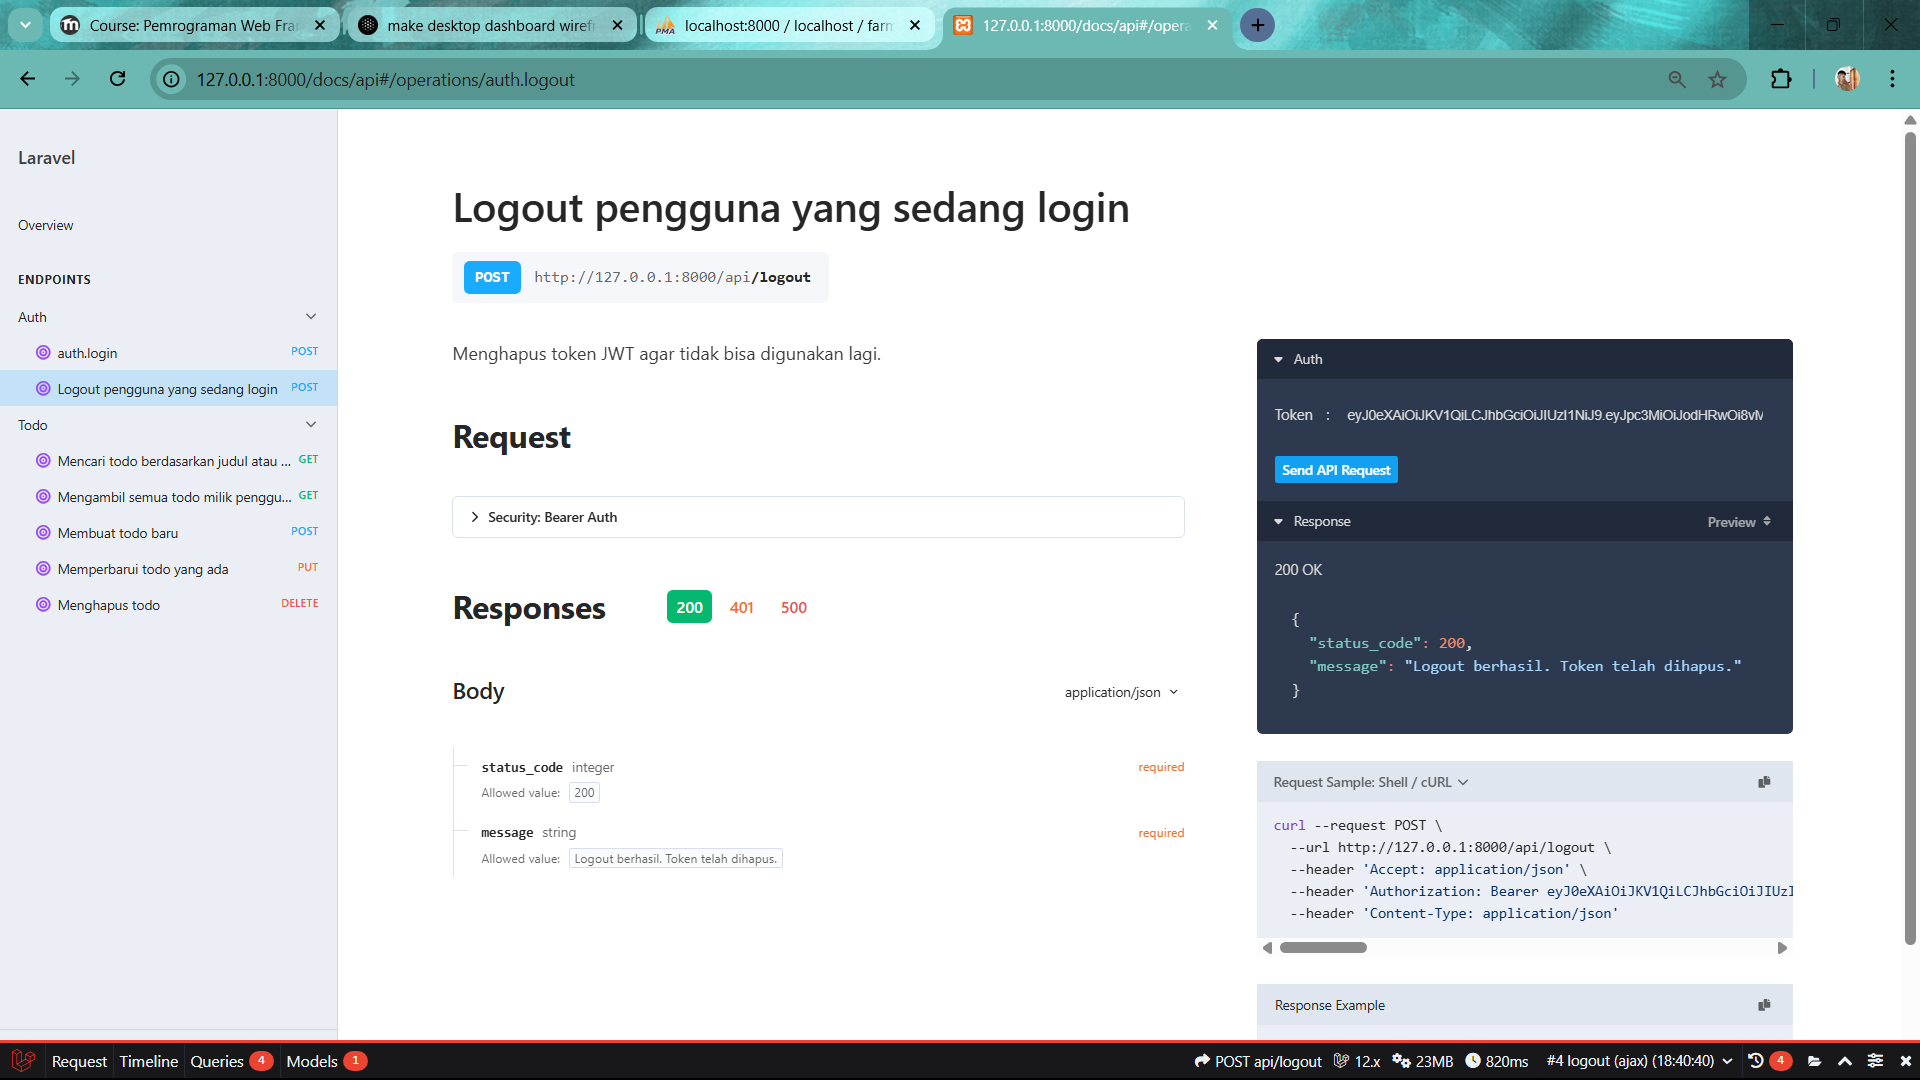 Course: Pemrograman Web Fra
make desktop dashboard wirefr
localhost:8000 / localhost / farm
127.0.0.1:8000/docs/api#/opera
127.0.0.1:8000/docs/api#/operations/auth.logout
Laravel
Overview
ENDPOINTS
Auth
auth.login POST
Logout pengguna yang sedang login POST
Todo
Mencari todo berdasarkan judul atau ... GET
Mengambil semua todo milik penggu... GET
Membuat todo baru POST
Memperbarui todo yang ada PUT
Menghapus todo DELETE
Logout pengguna yang sedang login
POST http://127.0.0.1:8000/api/logout
Menghapus token JWT agar tidak bisa digunakan lagi.
Request
Security: Bearer Auth
Responses 200 401 500
Body application/json
status_code integer required
Allowed value: 200
message string required
Allowed value: Logout berhasil. Token telah dihapus.
Auth
Token : eyJ0eXAiOiJKV1QiLCJhbGciOiJIUzI1NiJ9.eyJpc3MiOiJodHRwOi8v
Send API Request
Response Preview
200 OK
{
"status_code": 200,
"message": "Logout berhasil. Token telah dihapus."
}
Request Sample: Shell / cURL
curl --request POST \
--url http://127.0.0.1:8000/api/logout \
--header 'Accept: application/json' \
--header 'Authorization: Bearer eyJ0eXAiOiJKV1QiLCJhbGciOiJIUzI
--header 'Content-Type: application/json'
Response Example
Request Timeline Queries 4 Models 1
POST api/logout 12.x 23MB 820ms #4 logout (ajax) (18:40:40) 4